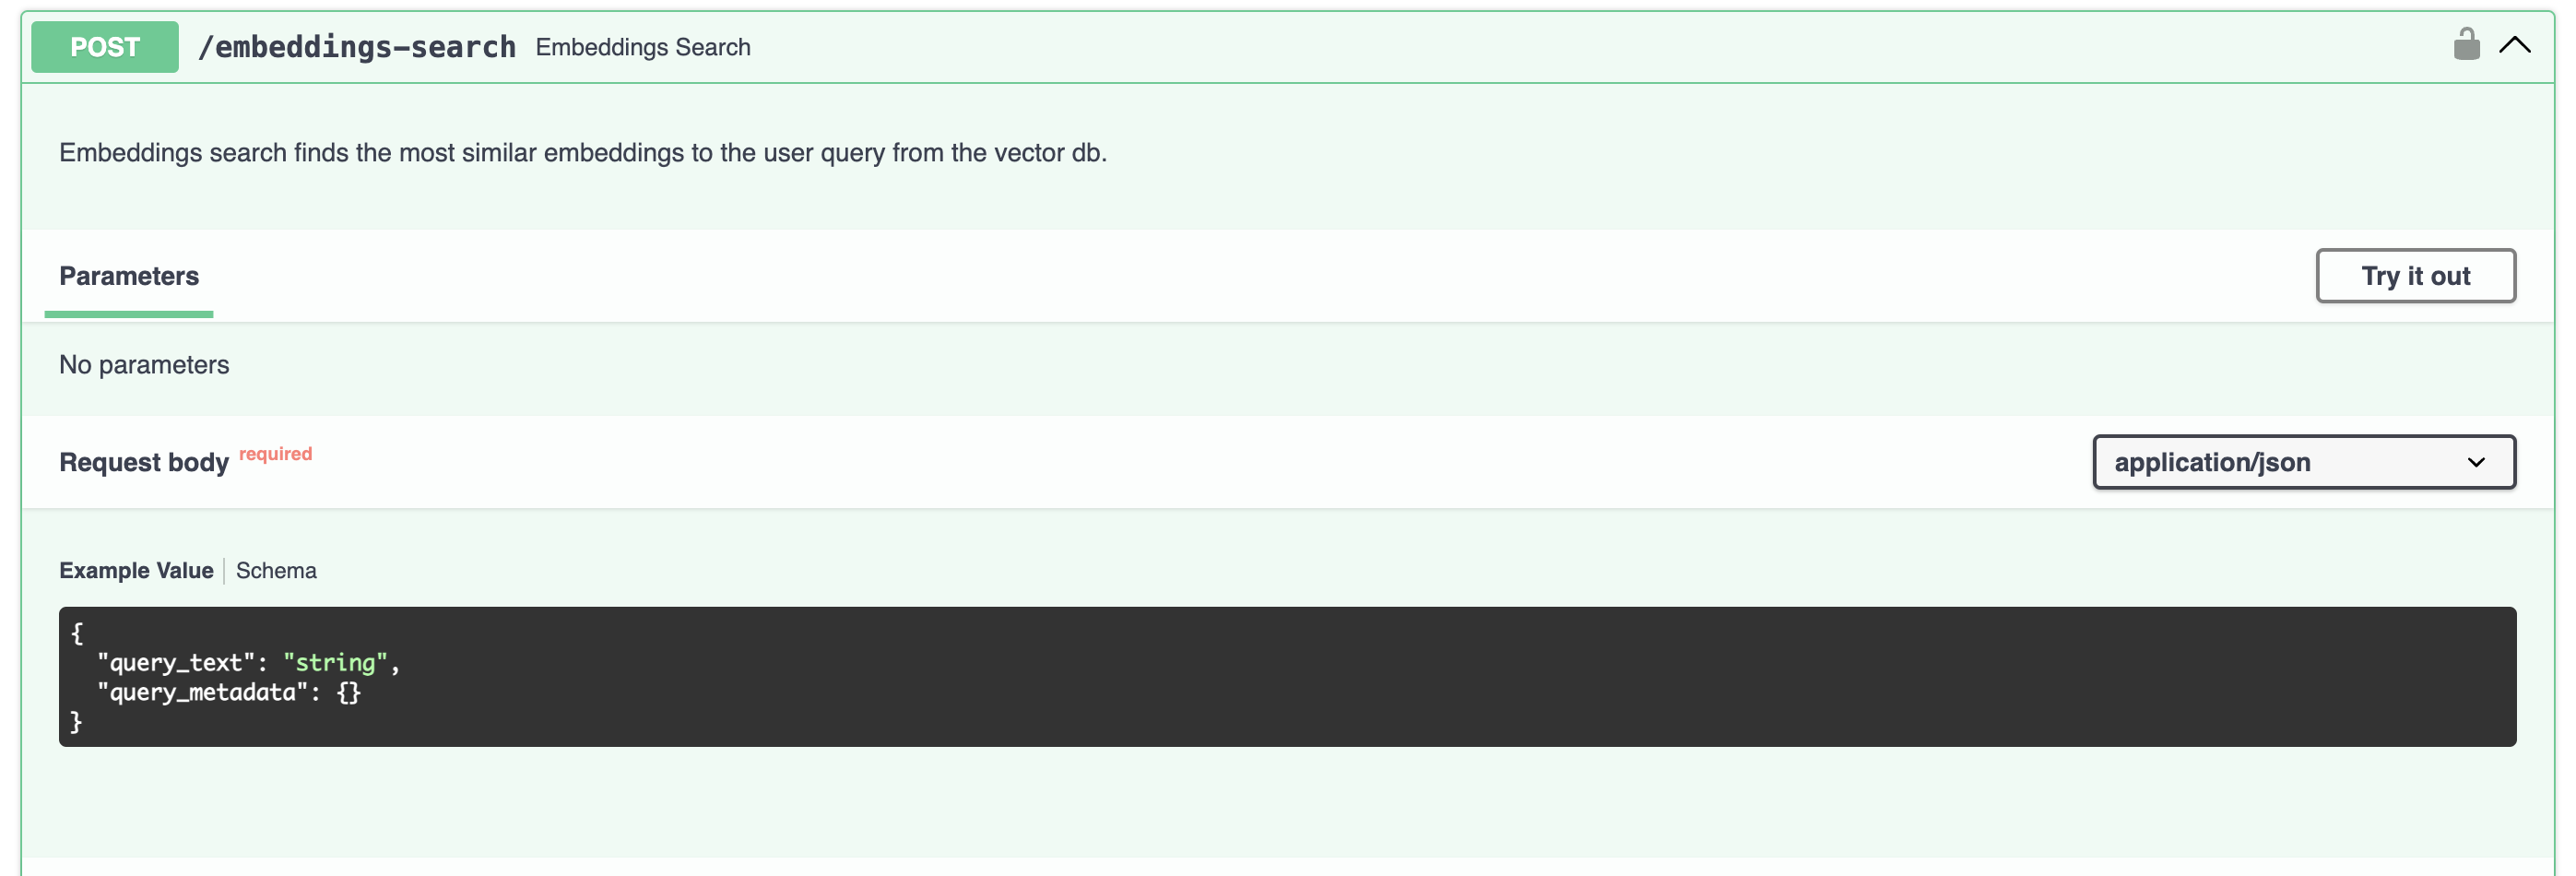 POST /embeddings-search Embeddings Search
Embeddings search finds the most similar embeddings to the user query from the vector db.
Parameters
Try it out
No parameters
Request body required
application/json
Example Value | Schema
{
  "query_text": "string",
  "query_metadata": {}
}